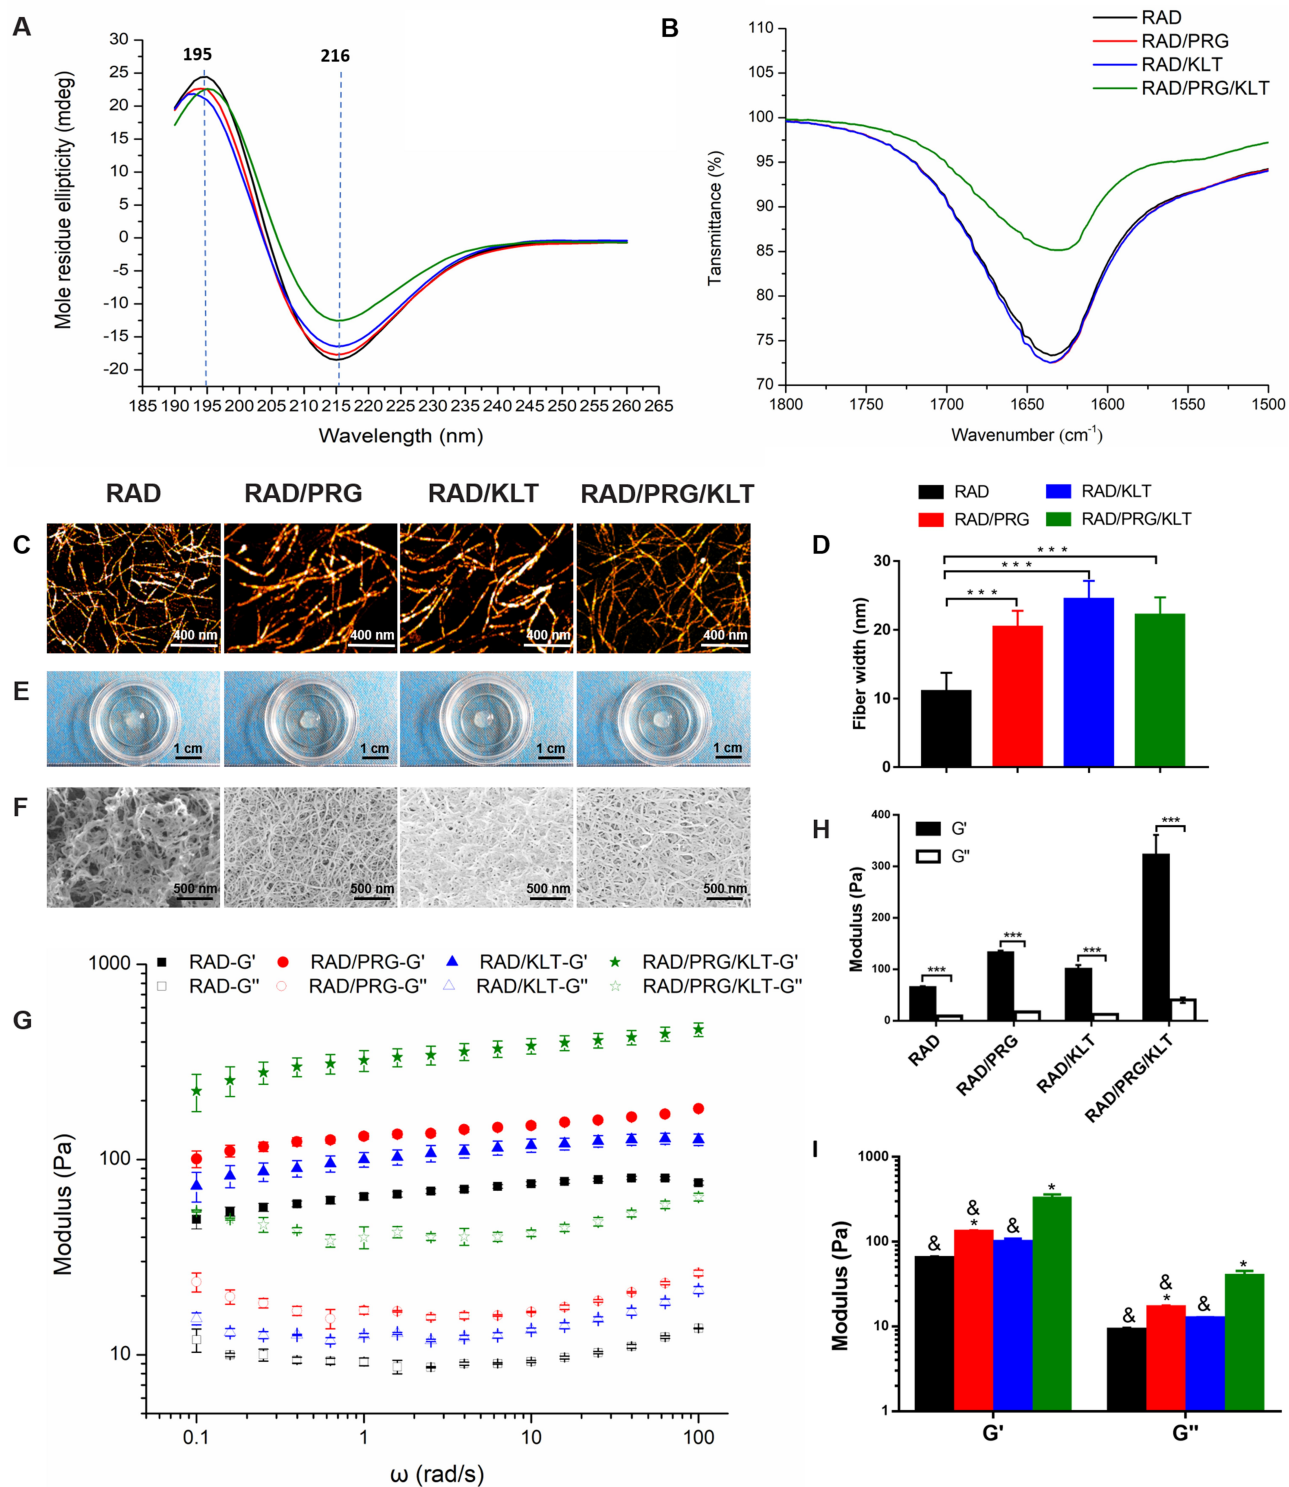 A
30
25
20
15
10
5
0
-5
-10
-15
-20
195
216
Mole residue ellipticity (mdeg)
185 190 195 200 205 210 215 220 225 230 235 240 245 250 255 260 265
Wavelength (nm)
B
RAD
RAD/PRG
RAD/KLT
RAD/PRG/KLT
110
105
100
95
90
85
80
75
70
Tansmittance (%)
1800 1750 1700 1650 1600 1550 1500
Wavenumber (cm⁻¹)
RAD RAD/PRG RAD/KLT RAD/PRG/KLT
C
400 nm 400 nm 400 nm 400 nm
E
1 cm 1 cm 1 cm 1 cm
F
500 nm 500 nm 500 nm 500 nm
RAD RAD/KLT
RAD/PRG RAD/PRG/KLT
D
30
20
10
0
Fiber width (nm)
* * *
* * *
* * *
H
400
300
200
100
0
Modulus (Pa)
G'
G''
*** *** *** ***
RAD RAD/PRG RAD/KLT RAD/PRG/KLT
G
RAD-G' RAD/PRG-G' RAD/KLT-G' RAD/PRG/KLT-G'
RAD-G'' RAD/PRG-G'' RAD/KLT-G'' RAD/PRG/KLT-G''
1000
100
10
Modulus (Pa)
0.1 1 10 100
ω (rad/s)
I
1000
100
10
1
Modulus (Pa)
& & * & * & & * & *
G' G''